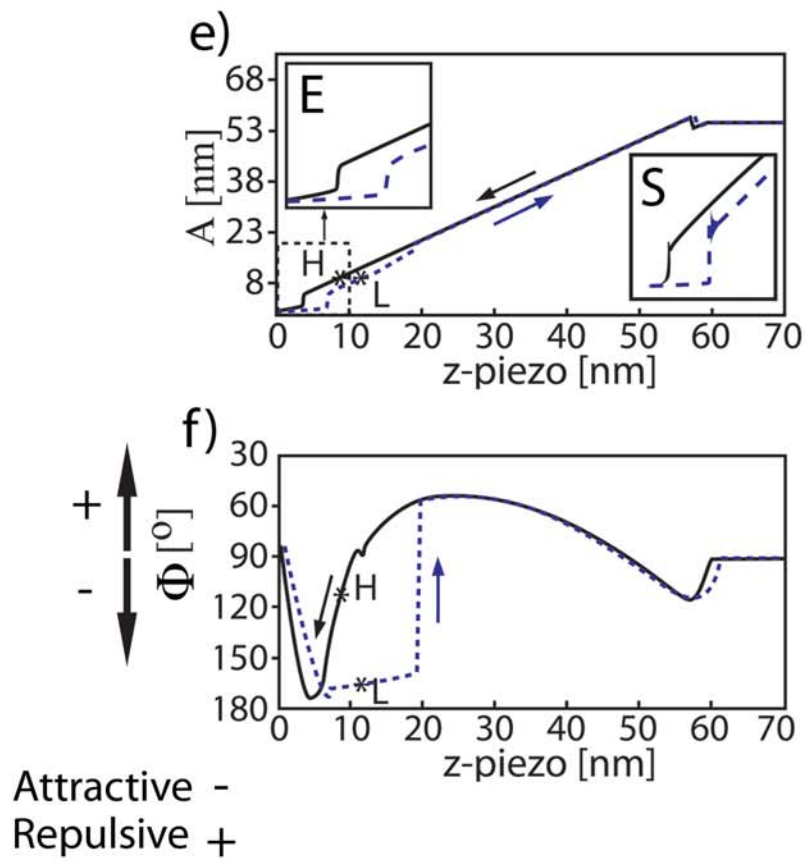 e)
A [nm]
68
53
38
23
8
E
S
H
L
0 10 20 30 40 50 60 70
z-piezo [nm]
f)
+
-
Φ [º]
30
60
90
120
150
180
H
L
0 10 20 30 40 50 60 70
z-piezo [nm]
Attractive -
Repulsive +